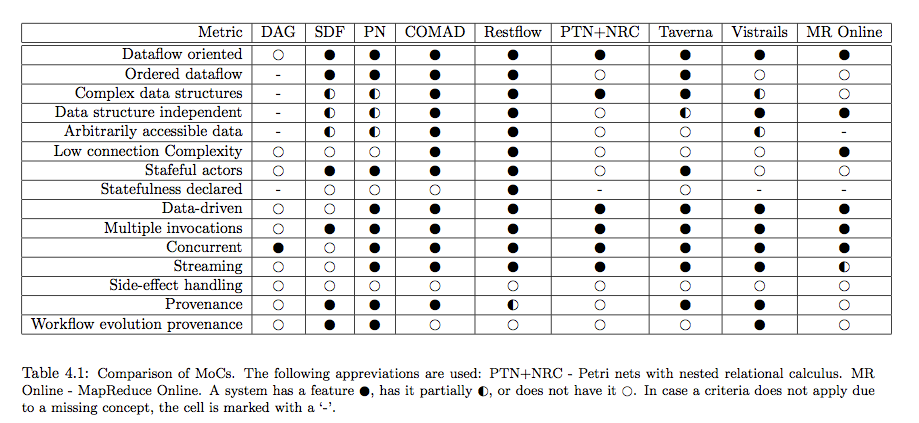 Metric DAG SDF PN COMAD Restflow PTN+NRC Taverna Vistrails MR Online
Dataflow oriented ○ ● ● ● ● ● ● ● ●
Ordered dataflow - ● ● ● ● ○ ● ○ ○
Complex data structures - ◐ ◐ ● ● ● ● ◐ ○
Data structure independent - ◐ ◐ ● ● ○ ◐ ● ●
Arbitrarily accessible data - ◐ ◐ ● ● ○ ○ ◐ -
Low connection Complexity ○ ○ ○ ● ● ○ ○ ○ ●
Stafeful actors ○ ● ● ● ● ○ ● ○ ○
Statefulness declared - ○ ○ ○ ● - ○ - -
Data-driven ○ ○ ● ● ● ● ● ● ●
Multiple invocations ○ ● ● ● ● ● ● ● ●
Concurrent ● ○ ● ● ● ● ● ● ●
Streaming ○ ○ ● ● ● ● ● ● ◐
Side-effect handling ○ ○ ○ ○ ○ ○ ○ ○ ○
Provenance ○ ● ● ● ◐ ○ ● ● ○
Workflow evolution provenance ○ ● ● ○ ○ ○ ○ ● ○
Table 4.1: Comparison of MoCs. The following appreviations are used: PTN+NRC - Petri nets with nested relational calculus. MR
Online - MapReduce Online. A system has a feature ●, has it partially ◐, or does not have it ○. In case a criteria does not apply due
to a missing concept, the cell is marked with a ‘-’.